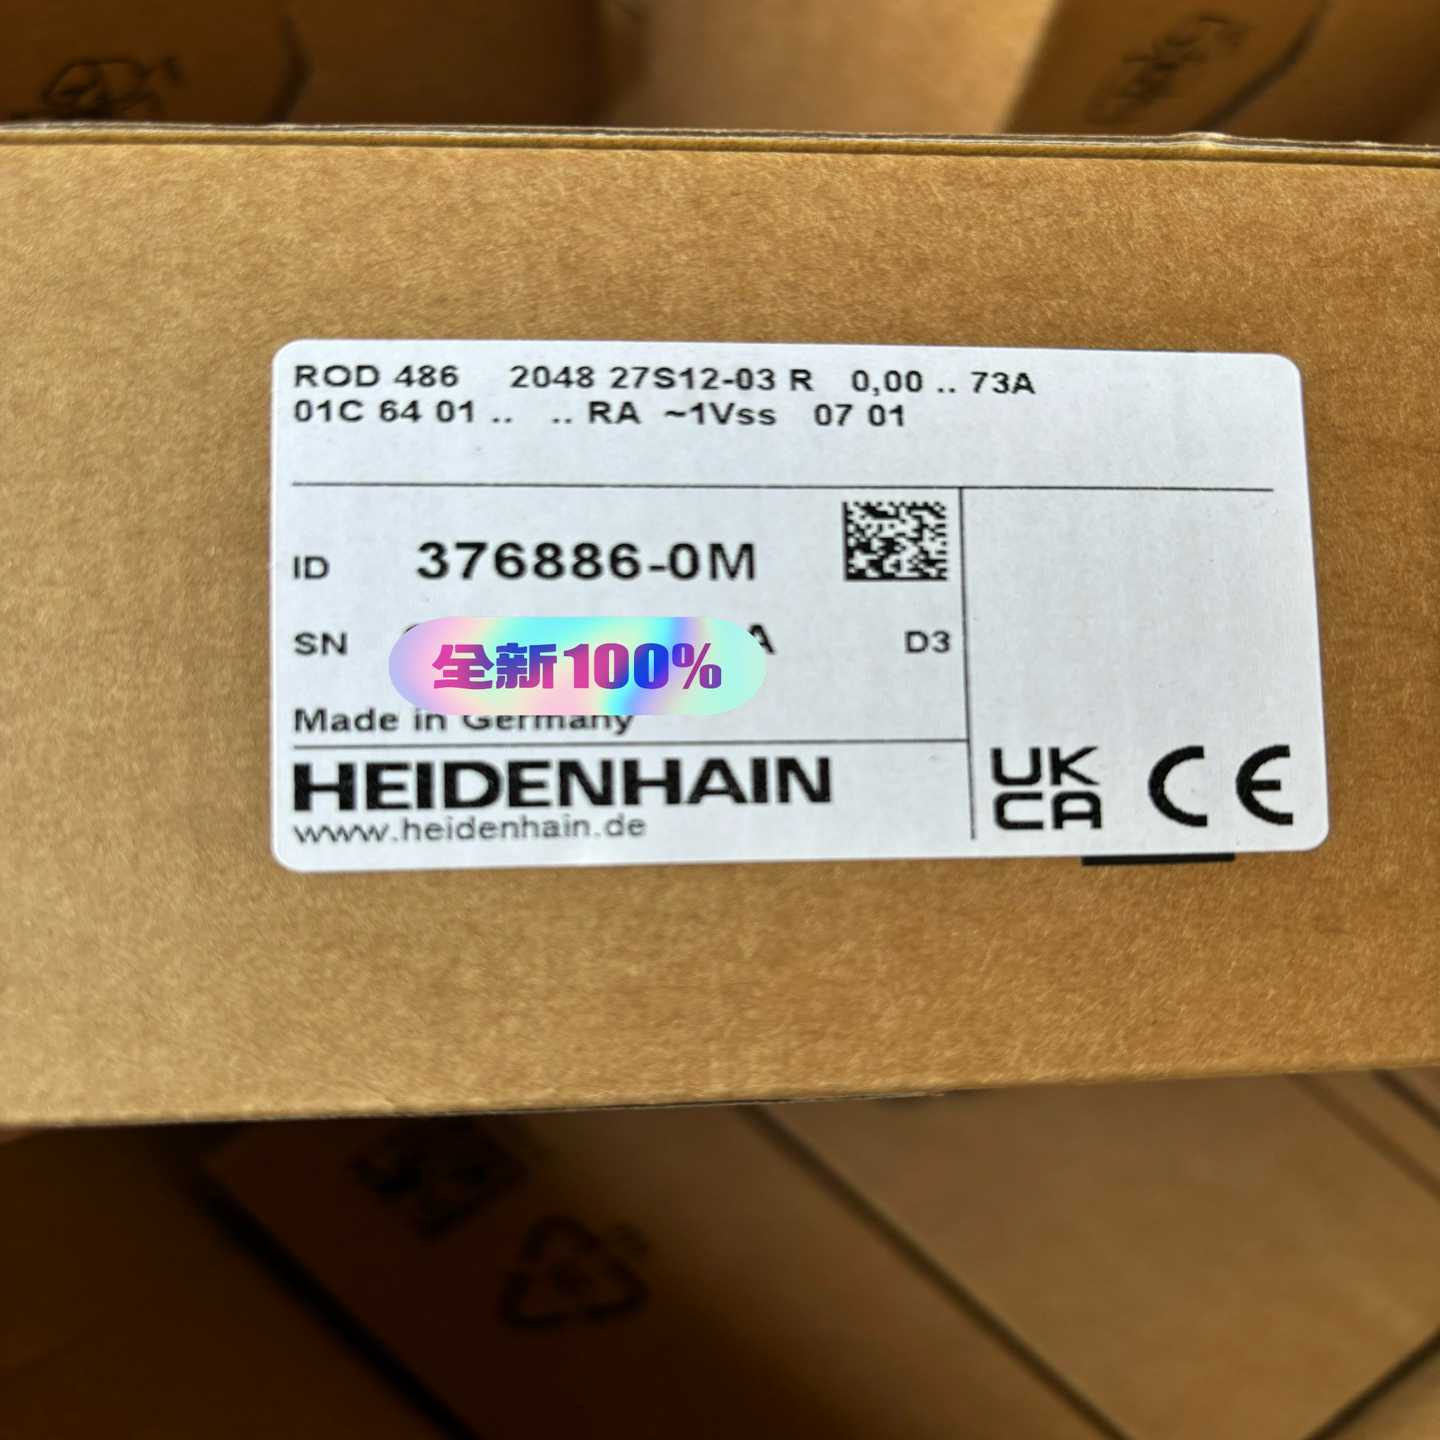 ROD 486 2048 27S12-03 R 0,00 .. 73A
01C 64 01 .. .. RA ~1Vss 07 01
ID 376886-0M
SN A D3
全新100%
Made in Germany
HEIDENHAIN
www.heidenhain.de
UK
CA
CE